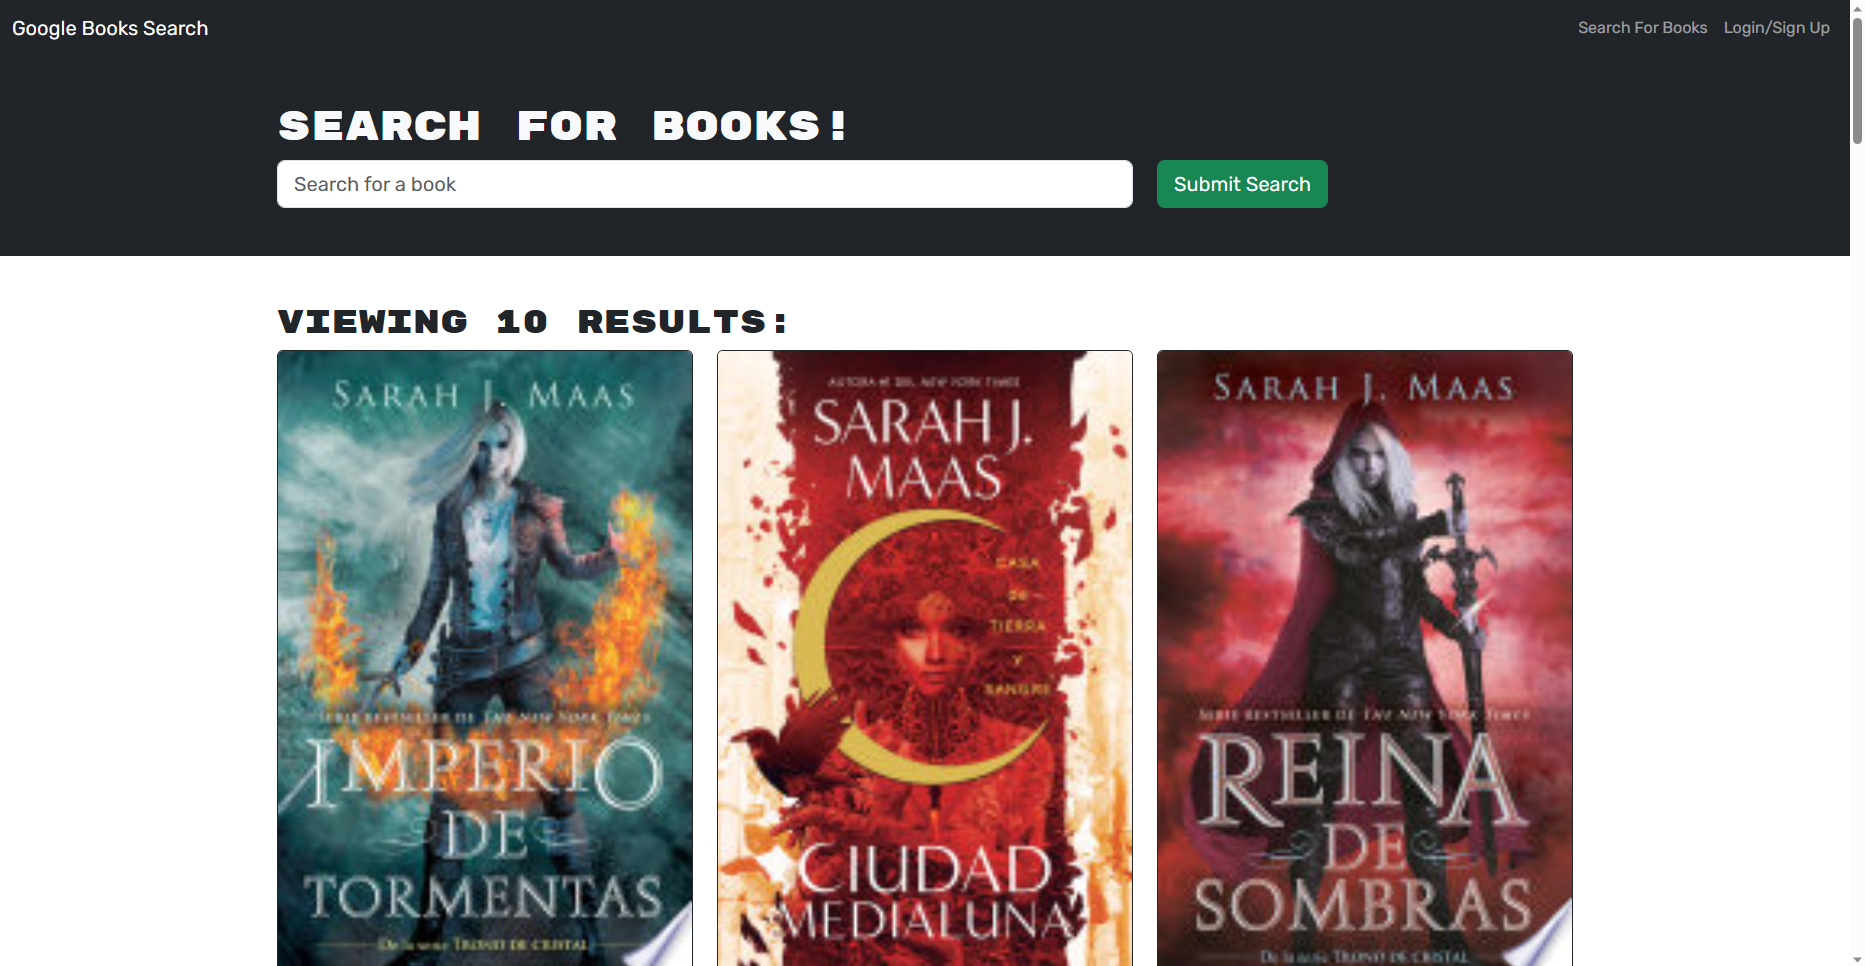 Google Books Search
Search For Books
Login/Sign Up
SEARCH FOR BOOKS!
Search for a book
Submit Search
VIEWING 10 RESULTS:
SARAH J. MAAS
SERIE BESTSELLER DE THE NEW YORK TIMES
IMPERIO
DE
TORMENTAS
De la serie TRONO DE CRISTAL
AUTORA #1 DEL NEW YORK TIMES
SARAH J.
MAAS
CASA
de
TIERRA
Y
SANGRE
CIUDAD
MEDIALUNA
SARAH J. MAAS
SERIE BESTSELLER DE THE NEW YORK TIMES
REINA
DE
SOMBRAS
De la serie TRONO DE CRISTAL